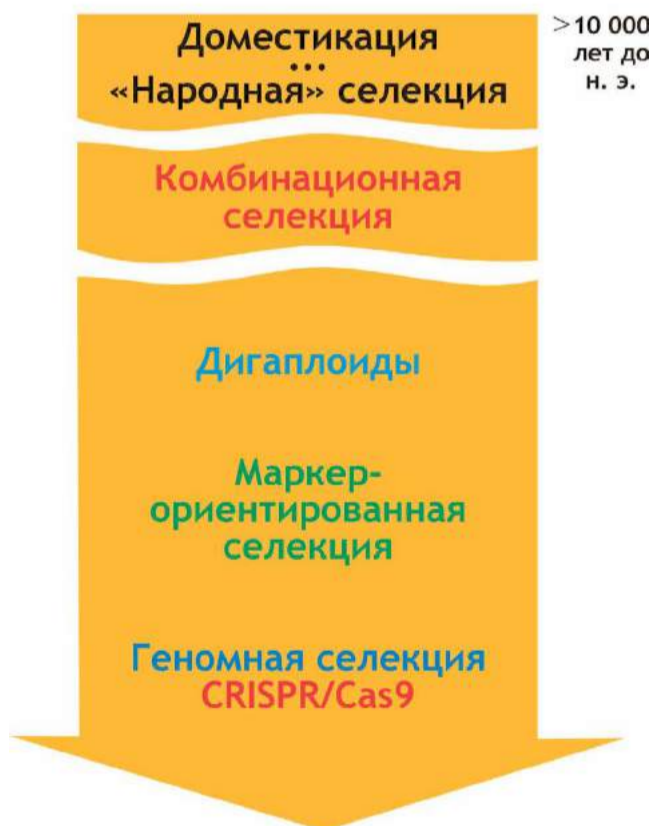 Доместикация
...
«Народная» селекция
>10 000
лет до
н. э.
Комбинационная
селекция
Дигаплоиды
Маркер-
ориентированная
селекция
Геномная селекция
CRISPR/Cas9